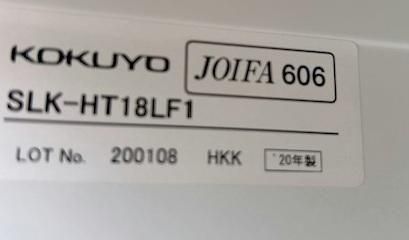 KOKUYO JOIFA 606
SLK-HT18LF1
LOT No. 200108 HKK '20年製